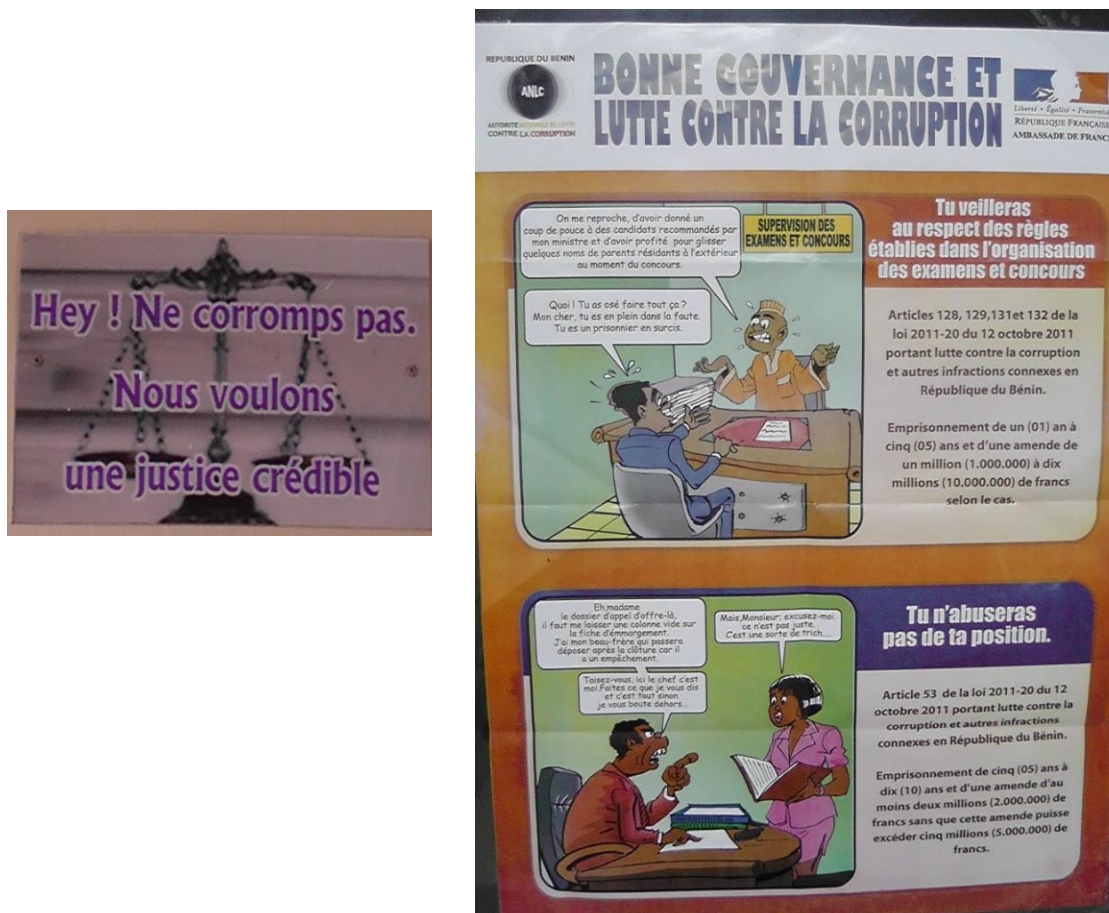 Hey ! Ne corromps pas.
Nous voulons
une justice crédible
REPUBLIQUE DU BENIN
ANLC
AUTORITE NATIONALE DE LUTTE
CONTRE LA CORRUPTION
BONNE GOUVERNANCE ET
LUTTE CONTRE LA CORRUPTION
Liberté • Égalité • Fraternité
RÉPUBLIQUE FRANÇAISE
AMBASSADE DE FRANCE
On me reproche, d'avoir donné un
coup de pouce à des candidats recommandés par
mon ministre et d'avoir profité pour glisser
quelques noms de parents résidants à l'extérieur
au moment du concours.
SUPERVISION DES
EXAMENS ET CONCOURS
Quoi ! Tu as osé faire tout ça ?
Mon cher, tu es en plein dans la faute.
Tu es un prisonnier en surcis.
Tu veilleras
au respect des règles
établies dans l'organisation
des examens et concours
Articles 128, 129,131et 132 de la
loi 2011-20 du 12 octobre 2011
portant lutte contre la corruption
et autres infractions connexes en
République du Bénin.
Emprisonnement de un (01) an à
cinq (05) ans et d'une amende de
un million (1.000.000) à dix
millions (10.000.000) de francs
selon le cas.
Eh,madame
le dossier d'appel d'offre-là,
il faut me laisser une colonne vide sur
la fiche d'émmargement.
J'ai mon beau-frère qui passera
déposer après la clôture car il
a un empêchement.
Mais,Monsieur; excusez-moi
ce n'est pas juste.
C'est une sorte de trich....
Taisez-vous, ici le chef c'est
moi.Faites ce que je vous dis
et c'est tout sinon
je vous boute dehors...
Tu n'abuseras
pas de ta position.
Article 53 de la loi 2011-20 du 12
octobre 2011 portant lutte contre la
corruption et autres infractions
connexes en République du Bénin.
Emprisonnement de cinq (05) ans à
dix (10) ans et d'une amende d'au
moins deux millions (2.000.000) de
francs sans que cette amende puisse
excéder cinq millions (5.000.000) de
francs.